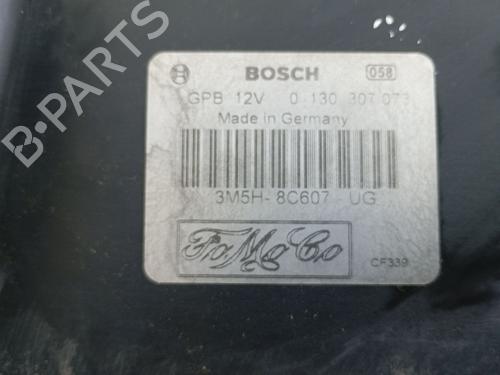 BOSCH 058
GPB 12V 0 130 307 073
Made in Germany
3M5H-8C607-UG
FoMoCo
CF339
B-PARTS